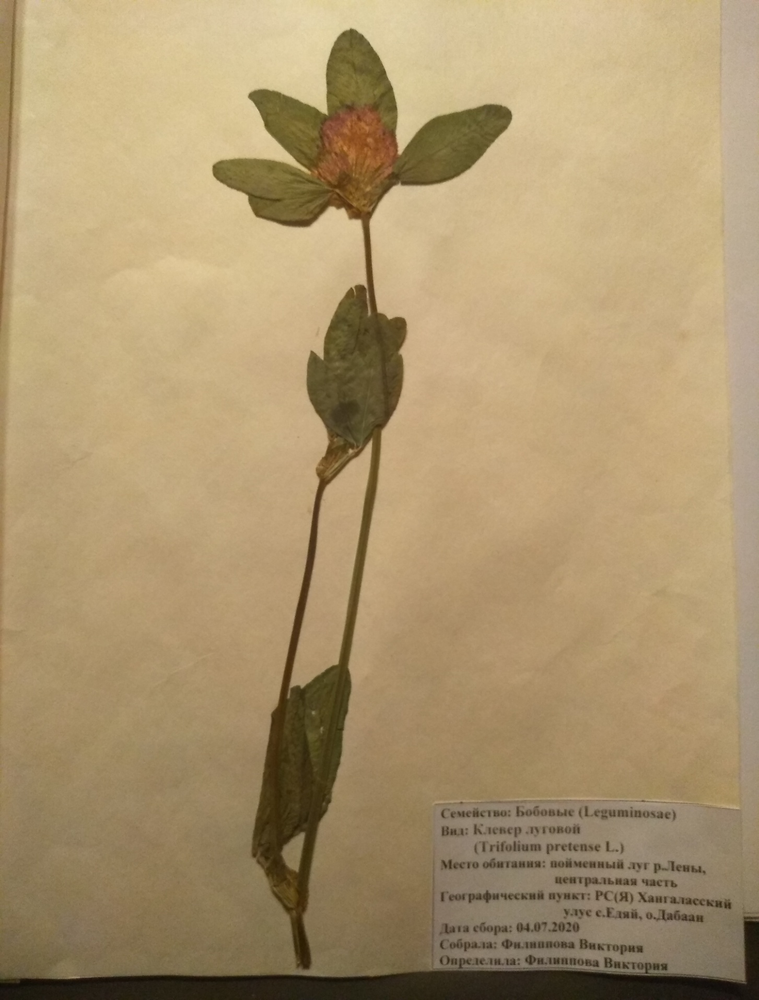 Семейство: Бобовые (Leguminosae)
Вид: Клевер луговой
(Trifolium pretense L.)
Место обитания: пойменный луг р.Лены,
центральная часть
Географический пункт: РС(Я) Хангаласский
улус с.Едяй, о.Дабаан
Дата сбора: 04.07.2020
Собрала: Филиппова Виктория
Определила: Филиппова Виктория